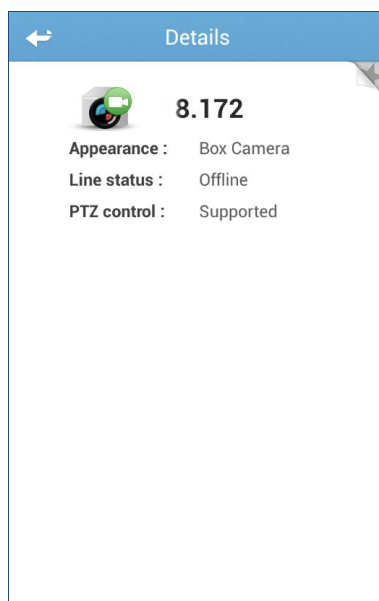 Details
8.172
Appearance : Box Camera
Line status : Offline
PTZ control : Supported